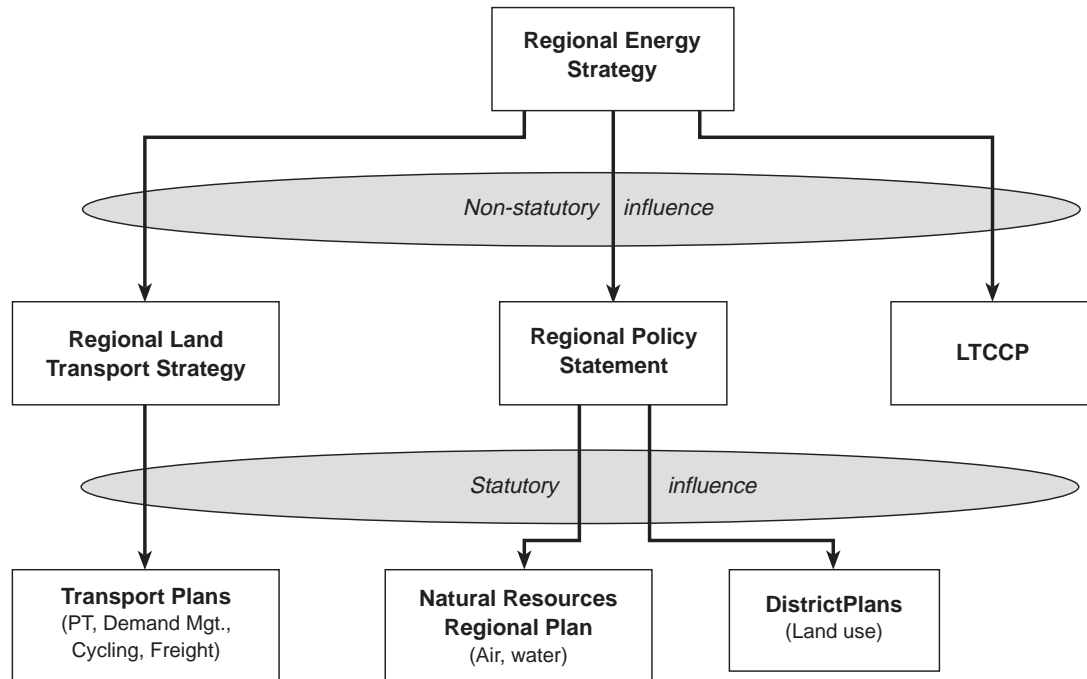 Regional Energy
Strategy
Non-statutory influence
Regional Land
Transport Strategy
Regional Policy
Statement
LTCCP
Statutory influence
Transport Plans
(PT, Demand Mgt.,
Cycling, Freight)
Natural Resources
Regional Plan
(Air, water)
DistrictPlans
(Land use)